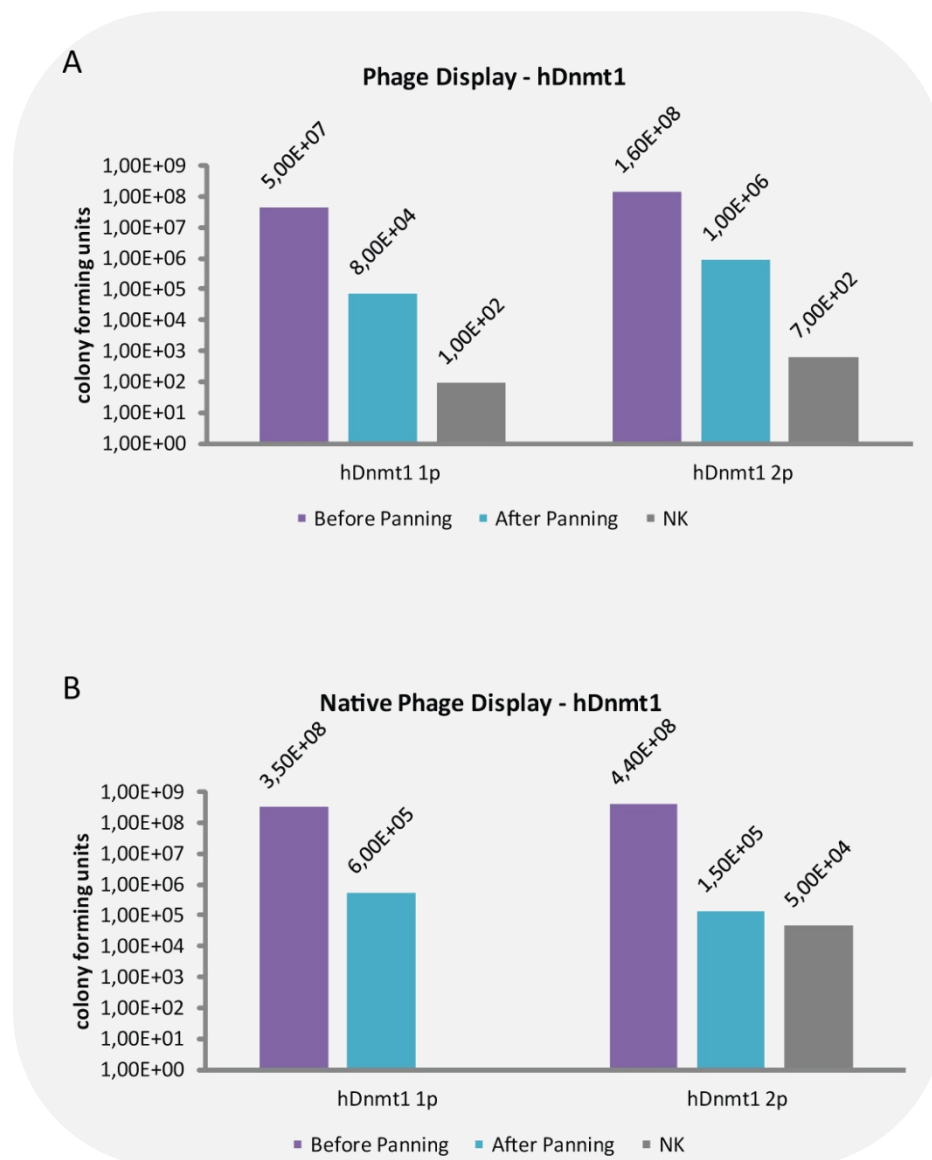 A
Phage Display - hDnmt1
5,00E+07
8,00E+04
1,00E+02
1,60E+08
1,00E+06
7,00E+02
colony forming units
1,00E+09
1,00E+08
1,00E+07
1,00E+06
1,00E+05
1,00E+04
1,00E+03
1,00E+02
1,00E+01
1,00E+00
hDnmt1 1p hDnmt1 2p
Before Panning After Panning NK
B
Native Phage Display - hDnmt1
3,50E+08
6,00E+05
4,40E+08
1,50E+05
5,00E+04
colony forming units
1,00E+09
1,00E+08
1,00E+07
1,00E+06
1,00E+05
1,00E+04
1,00E+03
1,00E+02
1,00E+01
1,00E+00
hDnmt1 1p hDnmt1 2p
Before Panning After Panning NK